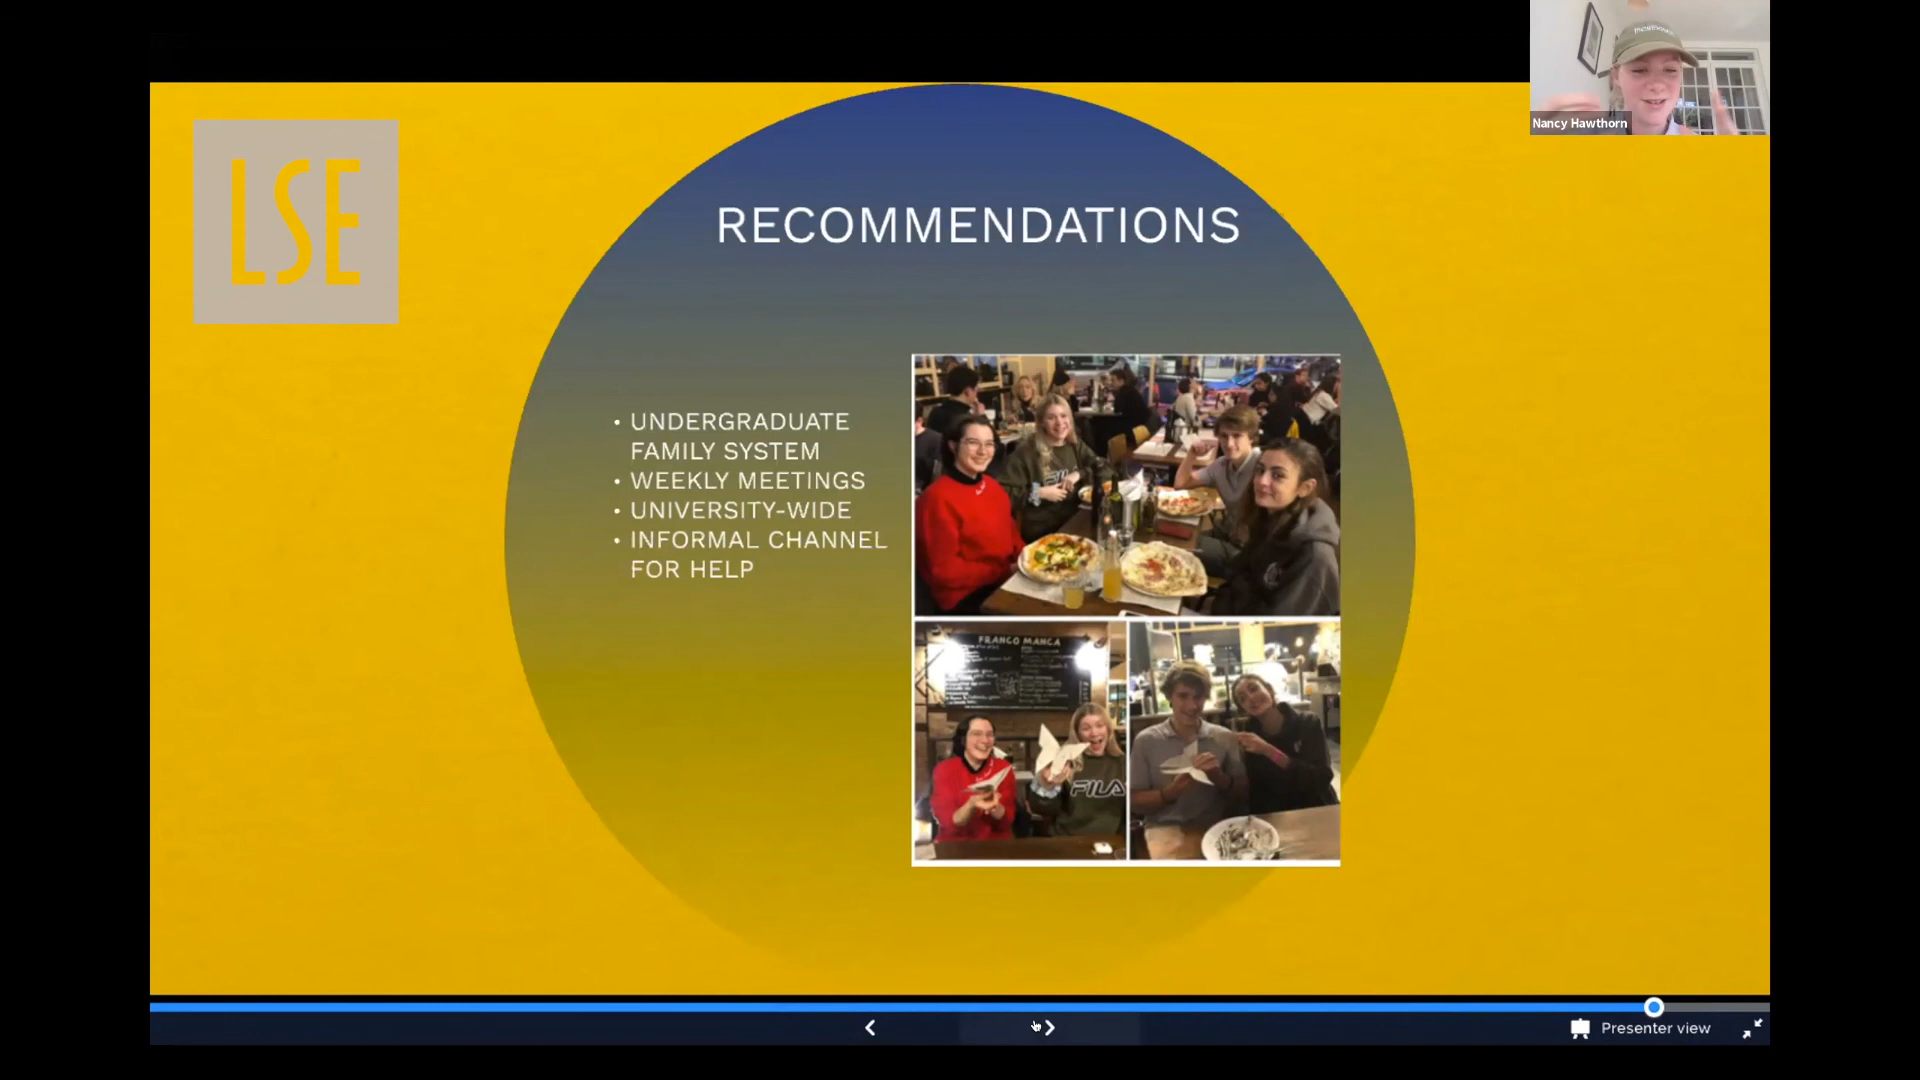 LSE
Nancy Hawthorn
RECOMMENDATIONS
• UNDERGRADUATE
FAMILY SYSTEM
• WEEKLY MEETINGS
• UNIVERSITY-WIDE
• INFORMAL CHANNEL
FOR HELP
FRANCO MANCA
FILA
Presenter view